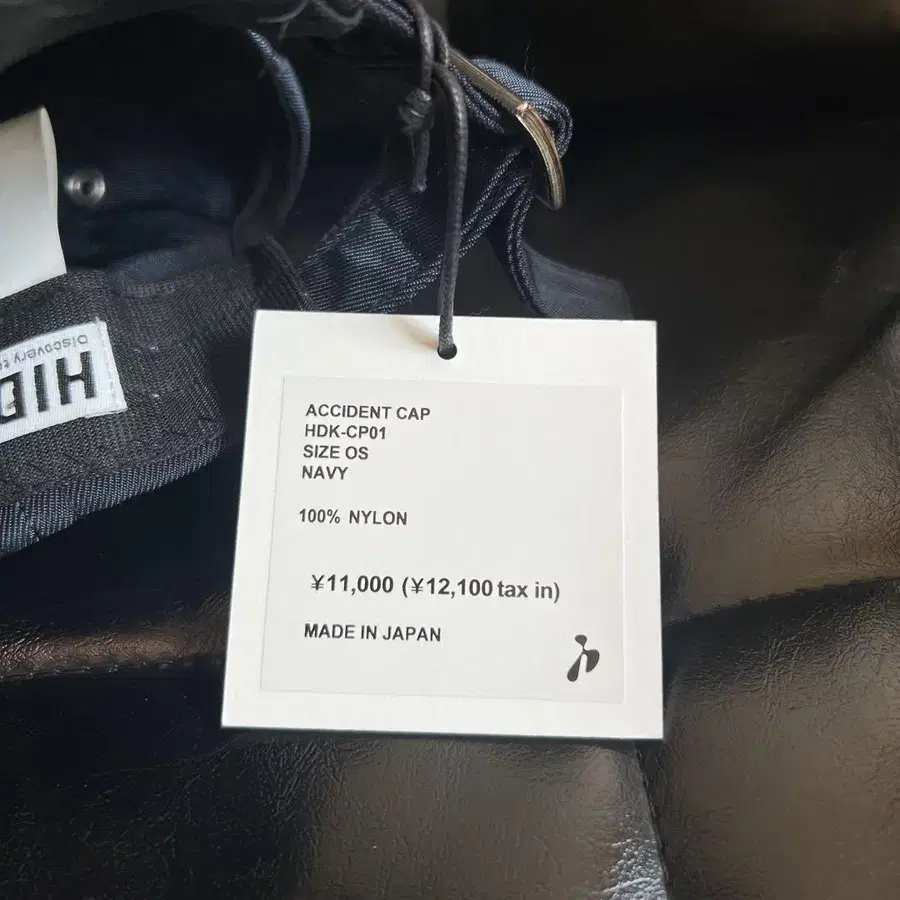 ACCIDENT CAP
HDK-CP01
SIZE OS
NAVY
100% NYLON
¥11,000 (¥12,100 tax in)
MADE IN JAPAN
Discovery